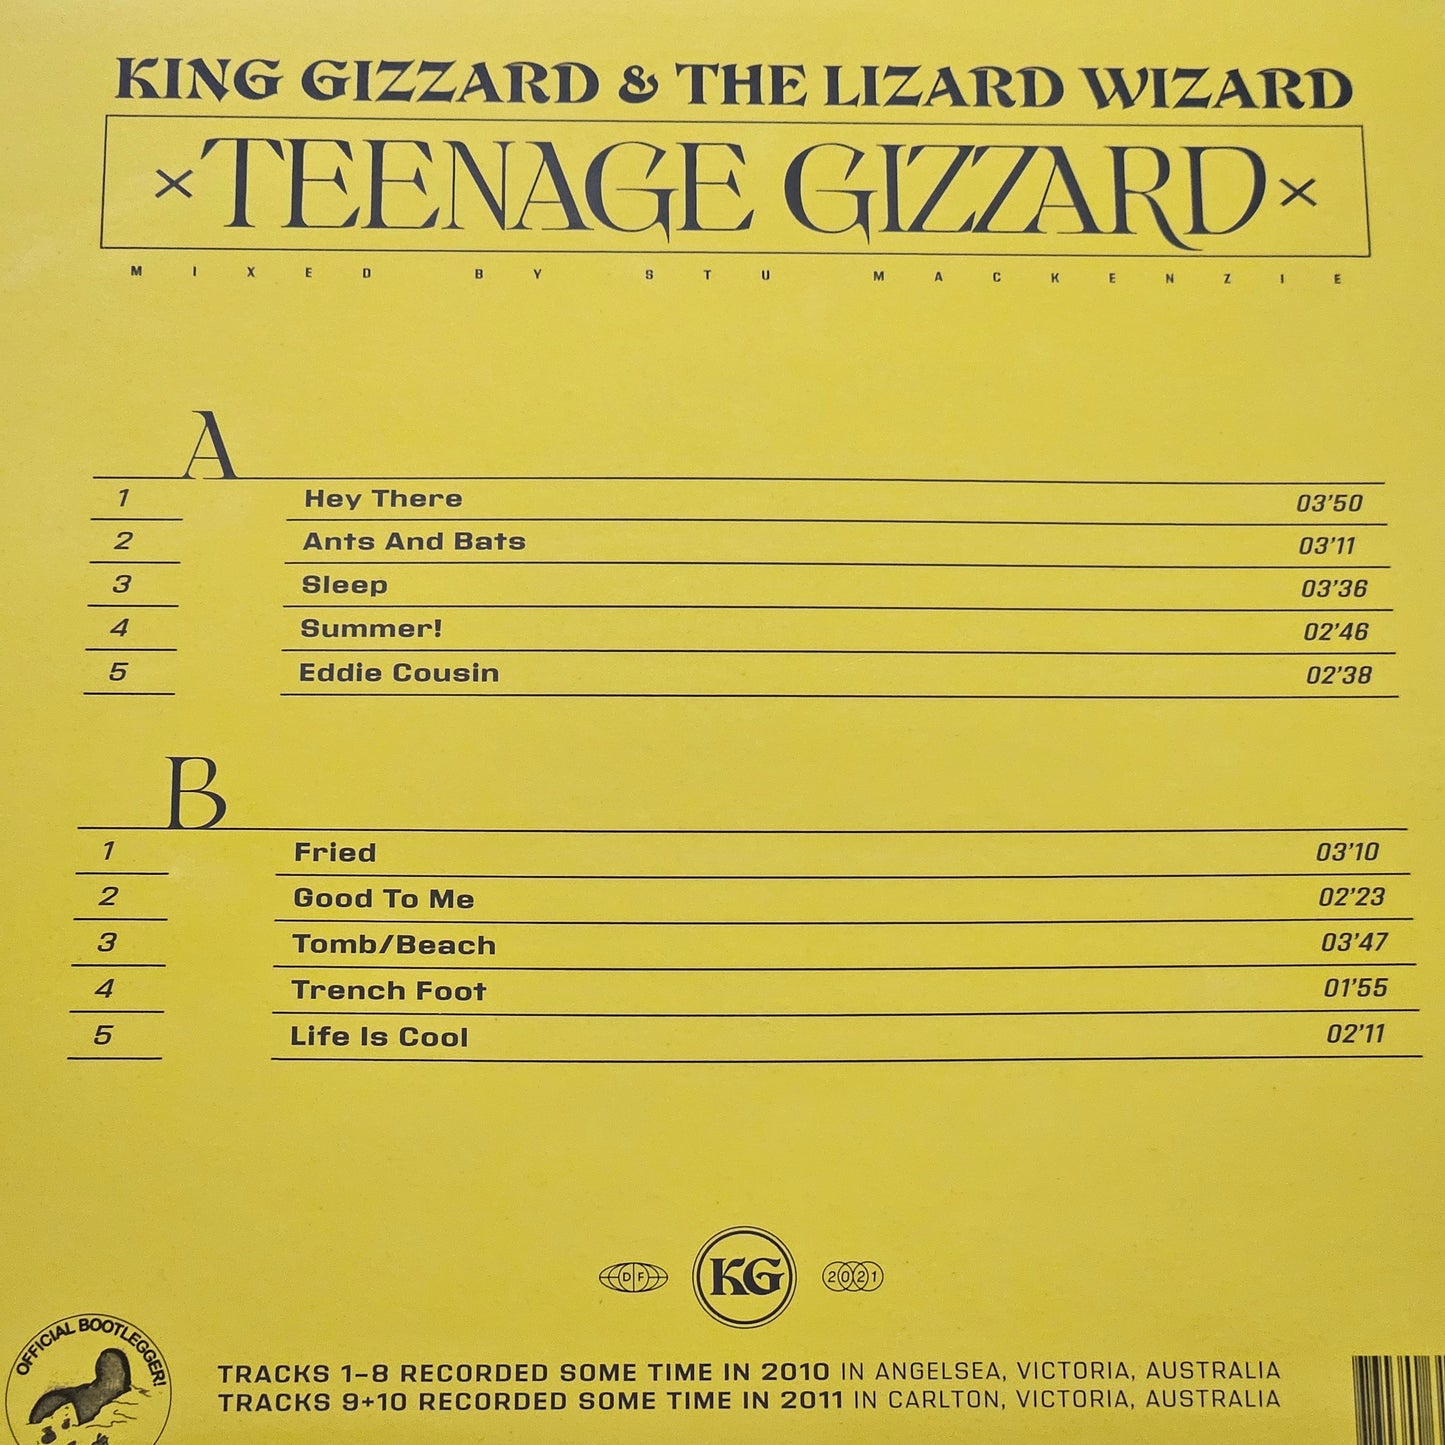 KING GIZZARD & THE LIZARD WIZARD
×TEENAGE GIZZARD×
MIXED BY STU MACKENZIE
A
1 Hey There 03'50
2 Ants And Bats 03'11
3 Sleep 03'36
4 Summer! 02'46
5 Eddie Cousin 02'38
B
1 Fried 03'10
2 Good To Me 02'23
3 Tomb/Beach 03'47
4 Trench Foot 01'55
5 Life Is Cool 02'11
DF KG 2021
OFFICIAL BOOTLEGGER!
TRACKS 1–8 RECORDED SOME TIME IN 2010 IN ANGELSEA, VICTORIA, AUSTRALIA
TRACKS 9+10 RECORDED SOME TIME IN 2011 IN CARLTON, VICTORIA, AUSTRALIA